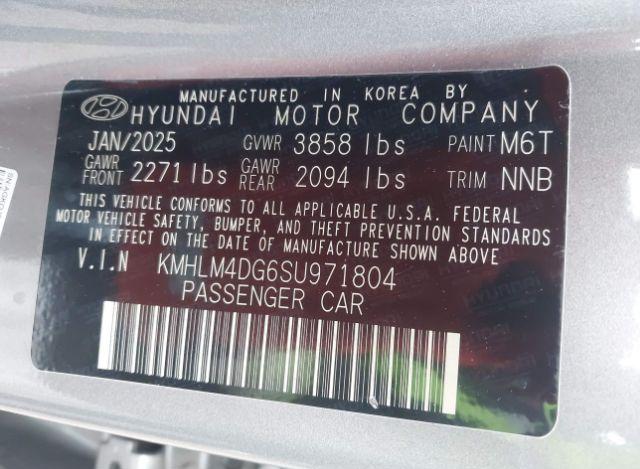 MANUFACTURED IN KOREA BY
HYUNDAI MOTOR COMPANY
JAN/2025 GVWR 3858 lbs PAINT M6T
GAWR FRONT 2271 lbs GAWR REAR 2094 lbs TRIM NNB
THIS VEHICLE CONFORMS TO ALL APPLICABLE U.S.A. FEDERAL
MOTOR VEHICLE SAFETY, BUMPER, AND THEFT PREVENTION STANDARDS
IN EFFECT ON THE DATE OF MANUFACTURE SHOWN ABOVE
V.I.N KMHLM4DG6SU971804
PASSENGER CAR